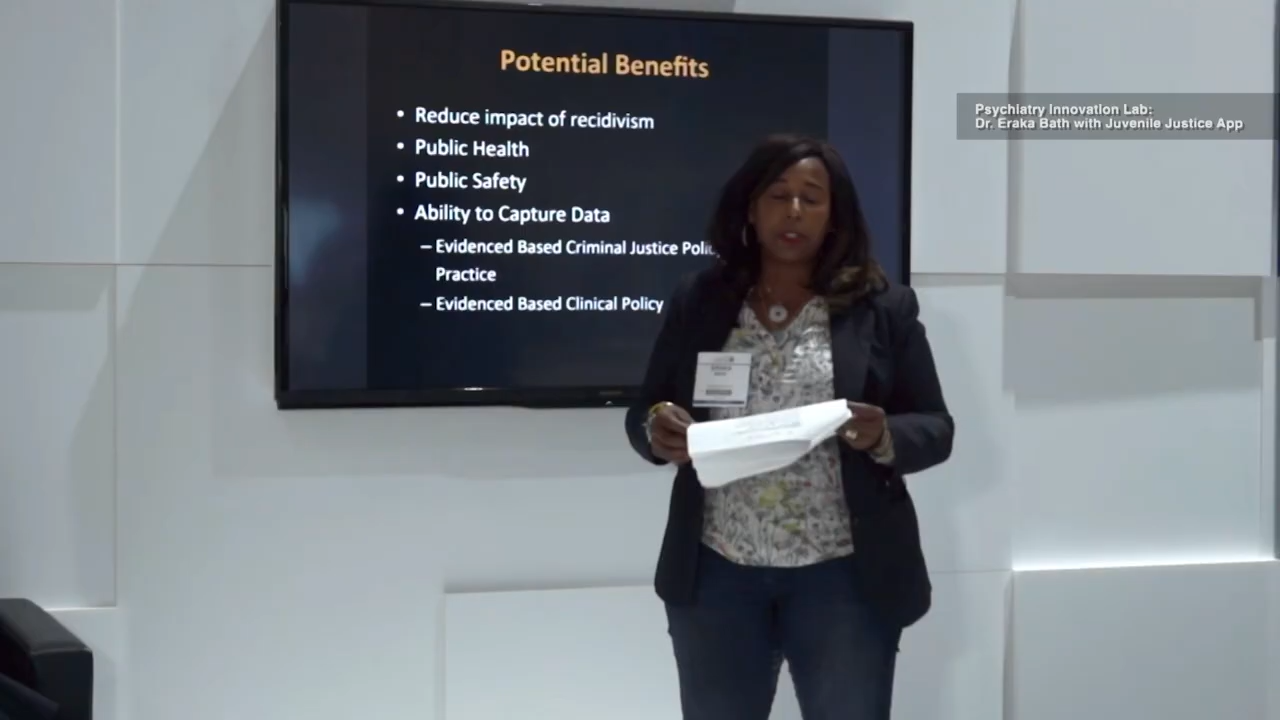 Potential Benefits
• Reduce impact of recidivism
• Public Health
• Public Safety
• Ability to Capture Data
– Evidenced Based Criminal Justice
Practice
– Evidenced Based Clinical Policy
Psychiatry Innovation Lab:
Dr. Eraka Bath with Juvenile Justice App